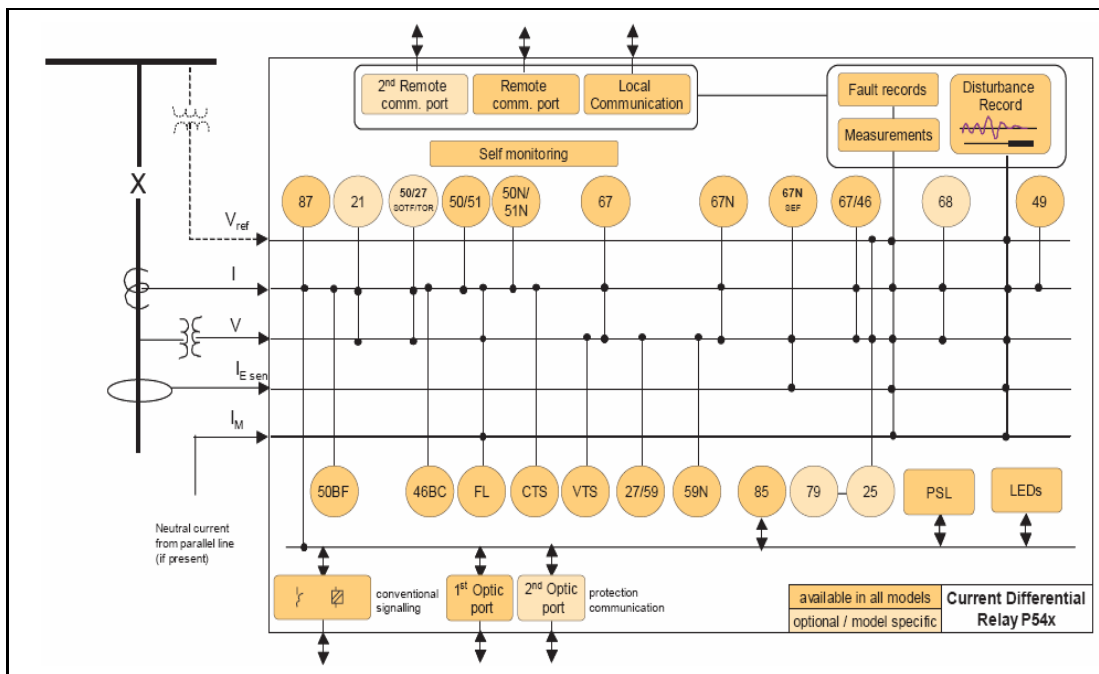 2nd Remote
comm. port
Remote
comm. port
Local
Communication
Fault records
Measurements
Disturbance
Record
Self monitoring
87
21
50/27
SOTF/TOR
50/51
50N/
51N
67
67N
67N
SEF
67/46
68
49
X
Vref
I
V
IE sen
IM
50BF
46BC
FL
CTS
VTS
27/59
59N
85
79
25
PSL
LEDs
Neutral current
from parallel line
(if present)
conventional
signalling
1st Optic
port
2nd Optic
port
protection
communication
available in all models
optional / model specific
Current Differential
Relay P54x